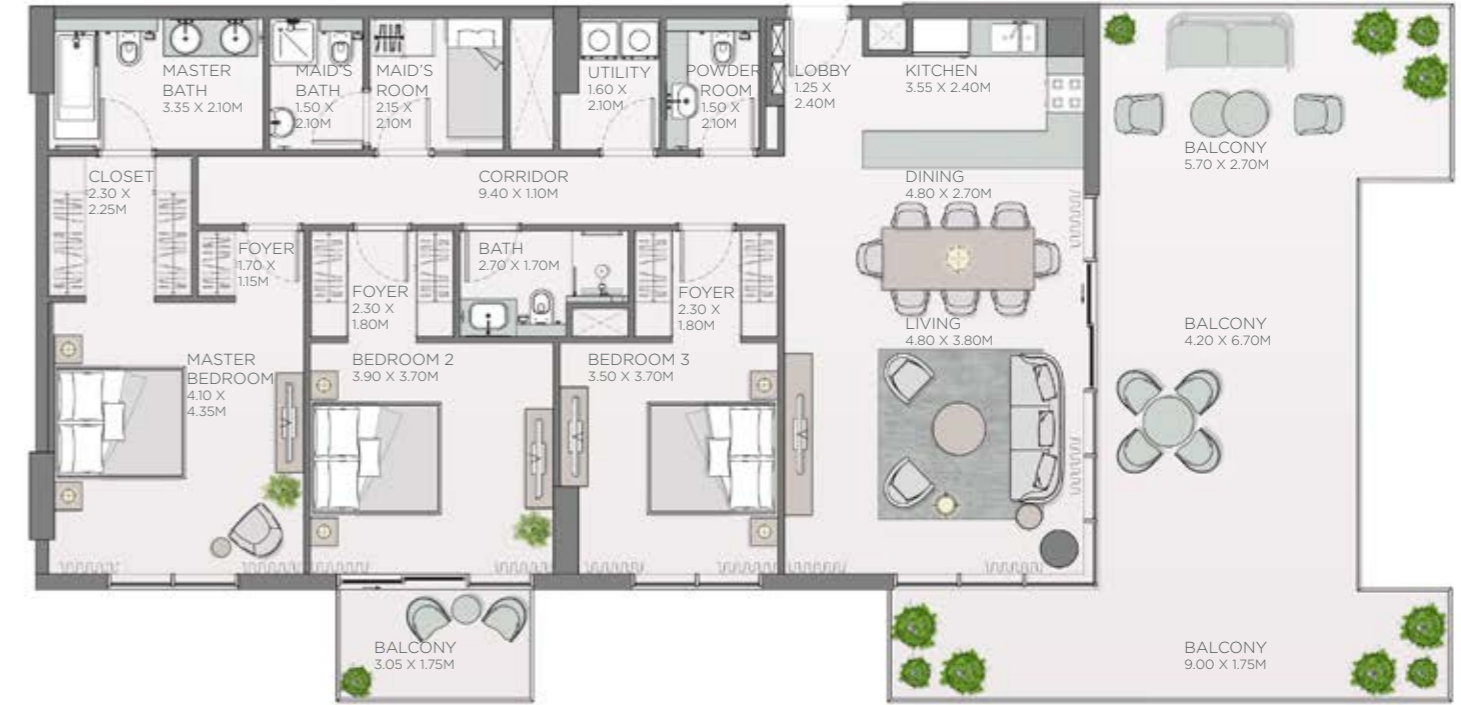 MASTER
BATH
3.35 X 2.10M
MAID'S
BATH
1.50 X
2.10M
MAID'S
ROOM
2.15 X
2.10M
UTILITY
1.60 X
2.10M
POWDER
ROOM
1.50 X
2.10M
LOBBY
1.25 X
2.40M
KITCHEN
3.55 X 2.40M
BALCONY
5.70 X 2.70M
CLOSET
2.30 X
2.25M
CORRIDOR
9.40 X 1.10M
DINING
4.80 X 2.70M
FOYER
1.70 X
1.15M
FOYER
2.30 X
1.80M
BATH
2.70 X 1.70M
FOYER
2.30 X
1.80M
LIVING
4.80 X 3.80M
BALCONY
4.20 X 6.70M
MASTER
BEDROOM
4.10 X
4.35M
BEDROOM 2
3.90 X 3.70M
BEDROOM 3
3.50 X 3.70M
BALCONY
3.05 X 1.75M
BALCONY
9.00 X 1.75M